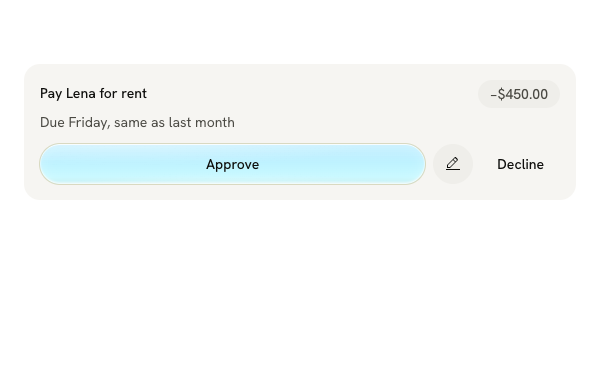 Pay Lena for rent
−$450.00
Due Friday, same as last month
Approve
Decline